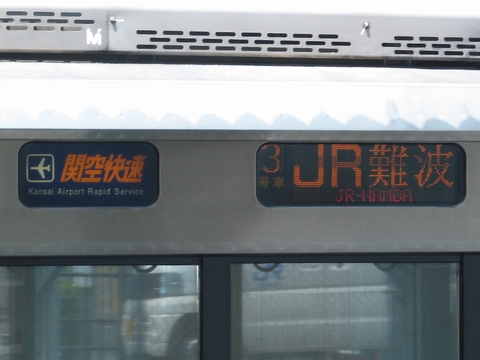 M
関空快速
Kansai Airport Rapid Service
3号車
JR難波
JR-NAMBA